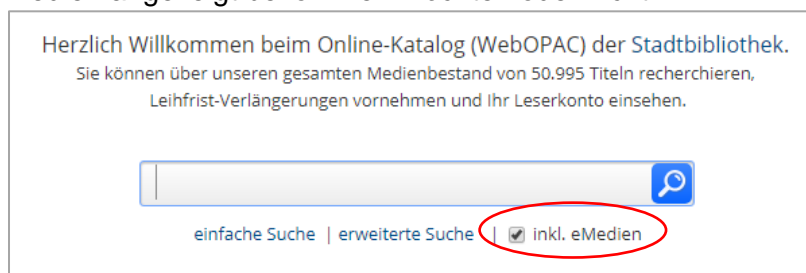 Herzlich Willkommen beim Online-Katalog (WebOPAC) der Stadtbibliothek.
Sie können über unseren gesamten Medienbestand von 50.995 Titeln recherchieren,
Leihfrist-Verlängerungen vornehmen und Ihr Leserkonto einsehen.
einfache Suche | erweiterte Suche | inkl. eMedien